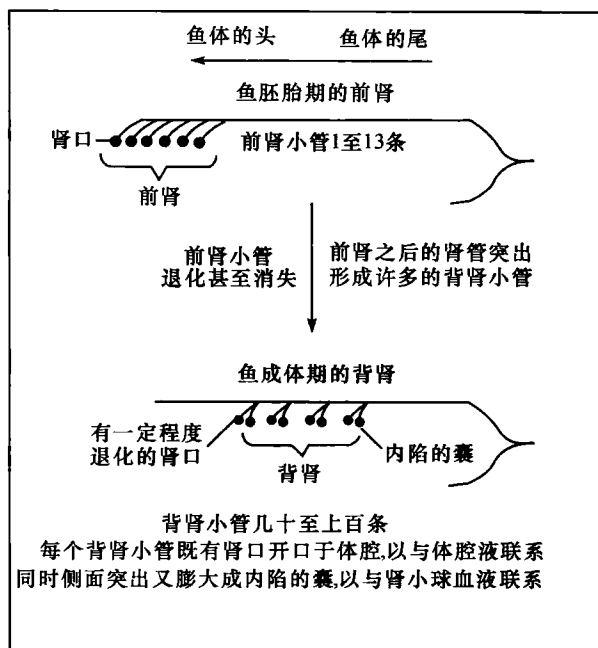 鱼体的头 鱼体的尾
鱼胚胎期的前肾
肾口 前肾小管1至13条
前肾
前肾小管
退化甚至消失
前肾之后的肾管突出
形成许多的背肾小管
鱼成体期的背肾
有一定程度
退化的肾口
背肾
内陷的囊
背肾小管几十至上百条
每个背肾小管既有肾口开口于体腔,以与体腔液联系
同时侧面突出又膨大成内陷的囊,以与肾小球血液联系